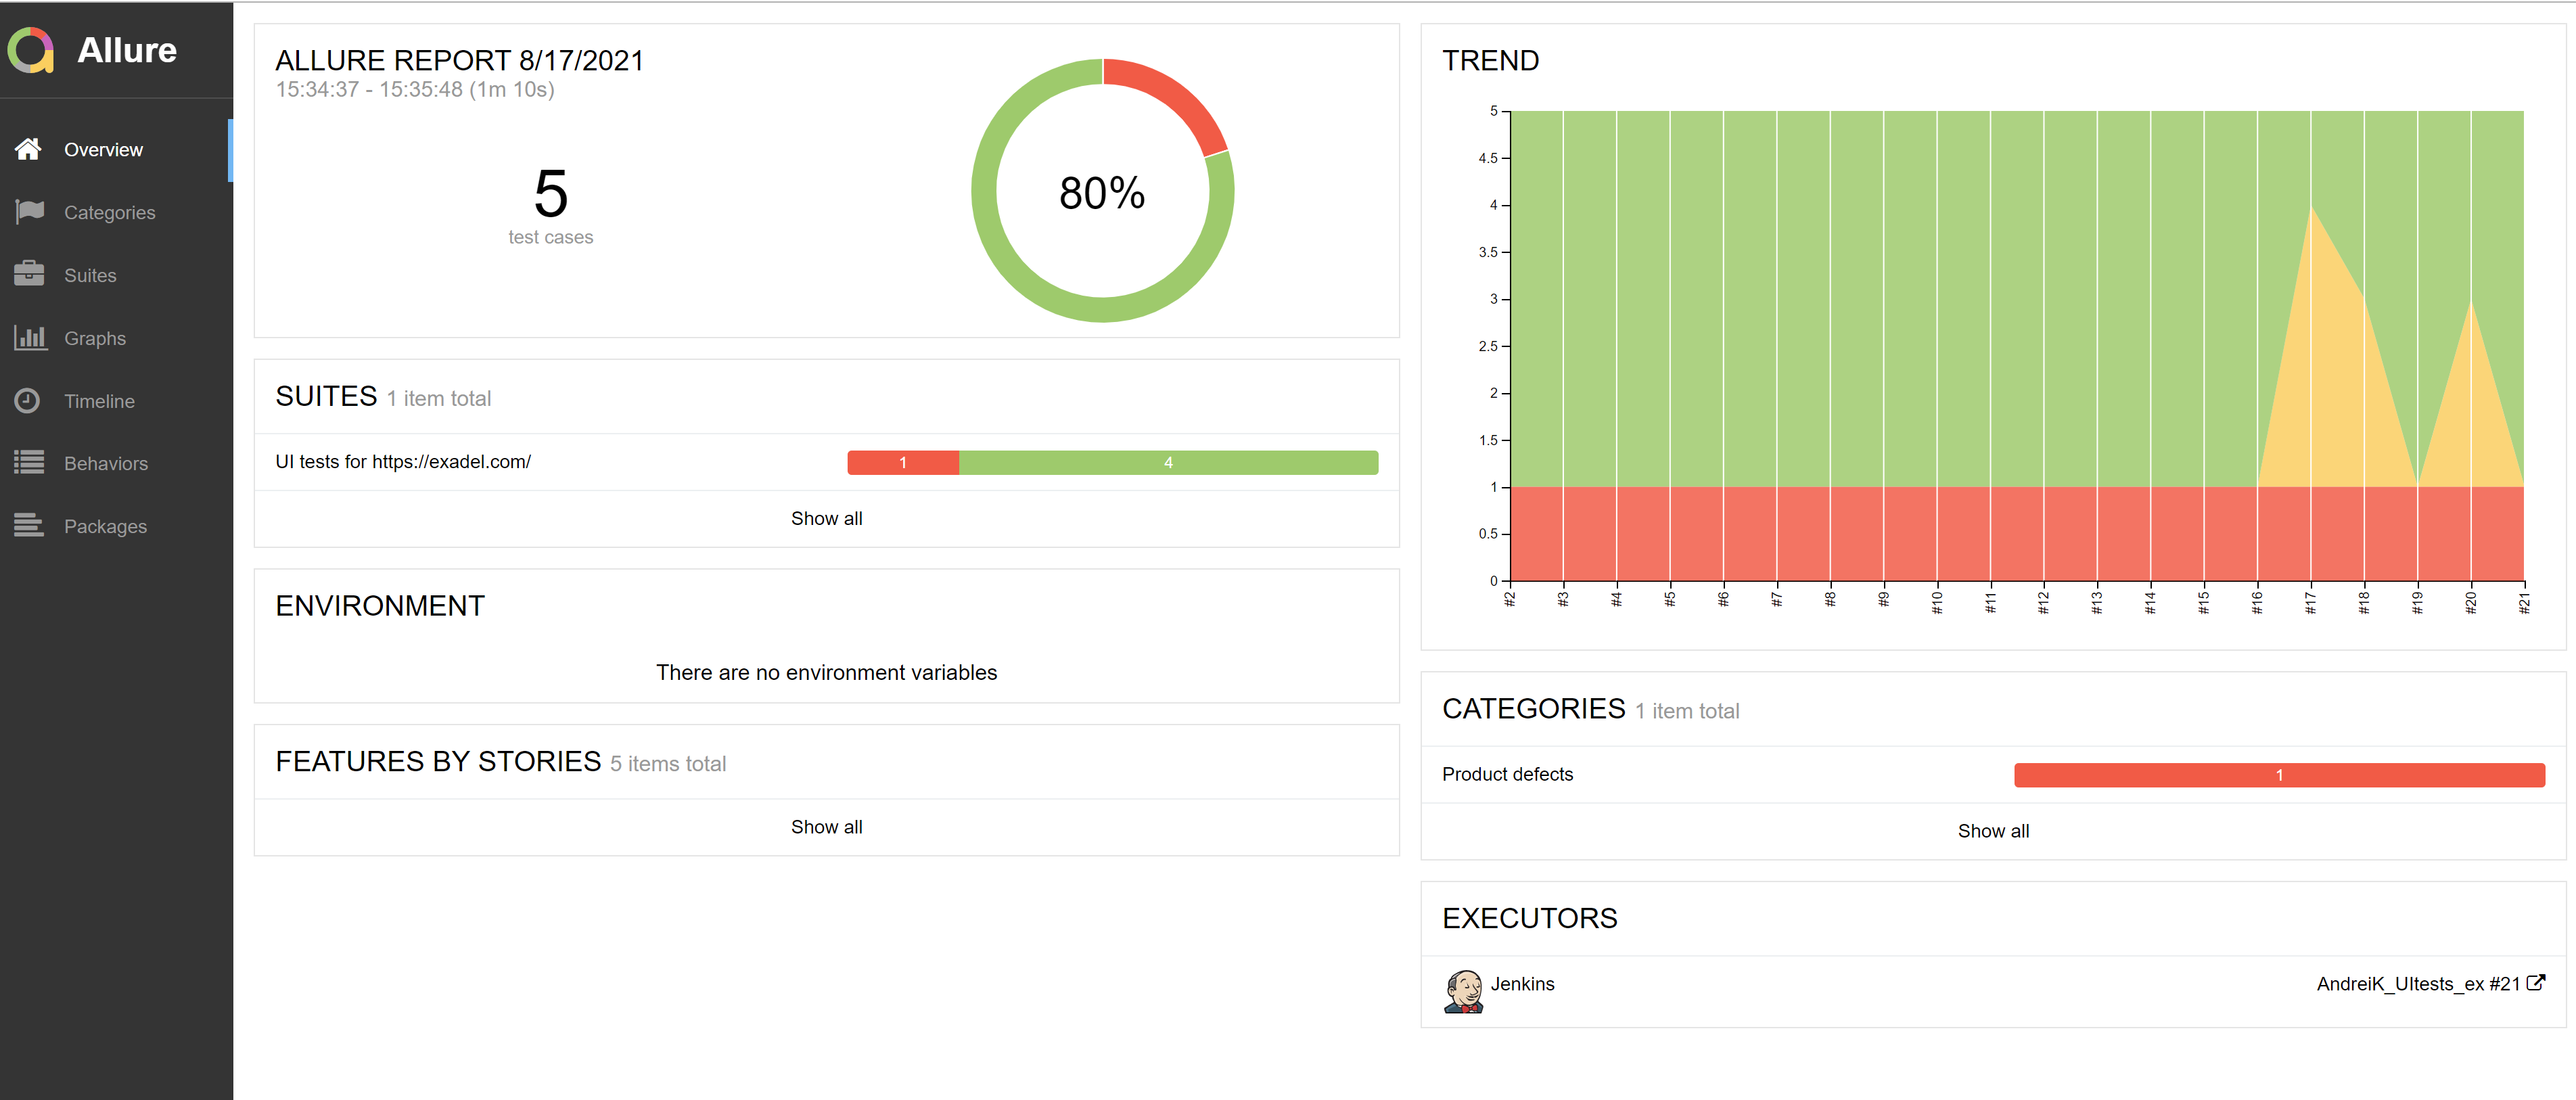 Allure
Overview
Categories
Suites
Graphs
Timeline
Behaviors
Packages
ALLURE REPORT 8/17/2021
15:34:37 - 15:35:48 (1m 10s)
5
test cases
80%
SUITES 1 item total
UI tests for https://exadel.com/ 1 4
Show all
ENVIRONMENT
There are no environment variables
FEATURES BY STORIES 5 items total
Show all
TREND
5
4.5
4
3.5
3
2.5
2
1.5
1
0.5
0
#2 #3 #4 #5 #6 #7 #8 #9 #10 #11 #12 #13 #14 #15 #16 #17 #18 #19 #20 #21
CATEGORIES 1 item total
Product defects 1
Show all
EXECUTORS
Jenkins AndreiK_UItests_ex #21